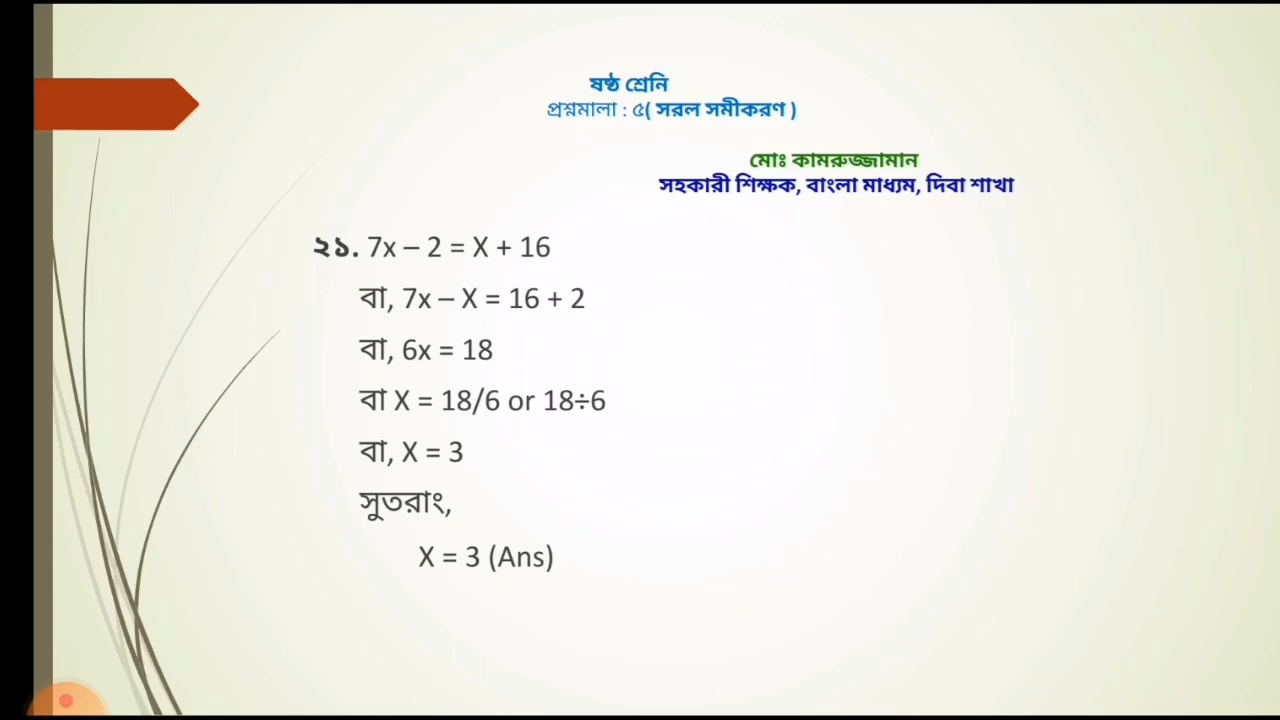 ষষ্ঠ শ্রেনি
প্রশ্নমালা : ৫( সরল সমীকরণ )
মোঃ কামরুজ্জামান
সহকারী শিক্ষক, বাংলা মাধ্যম, দিবা শাখা
২১. 7x – 2 = X + 16
বা, 7x – X = 16 + 2
বা, 6x = 18
বা X = 18/6 or 18÷6
বা, X = 3
সুতরাং,
X = 3 (Ans)